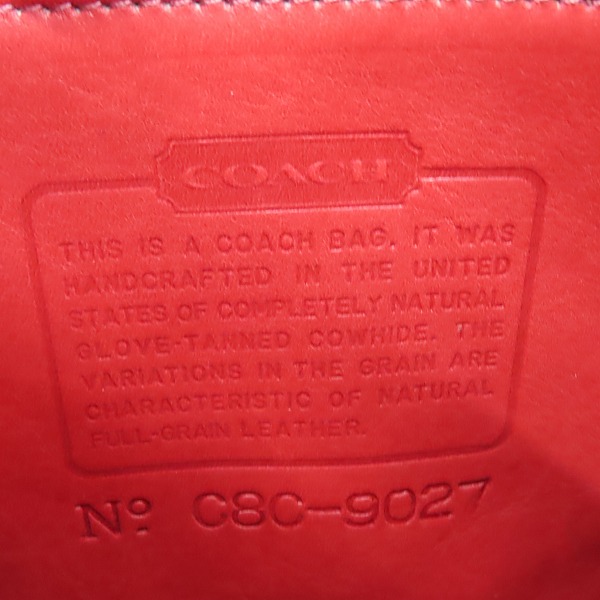 COACH
THIS IS A COACH BAG. IT WAS
HANDCRAFTED IN THE UNITED
STATES OF COMPLETELY NATURAL
GLOVE-TANNED COWHIDE. THE
VARIATIONS IN THE GRAIN ARE
CHARACTERISTIC OF NATURAL
FULL-GRAIN LEATHER.
Nº C8C-9027